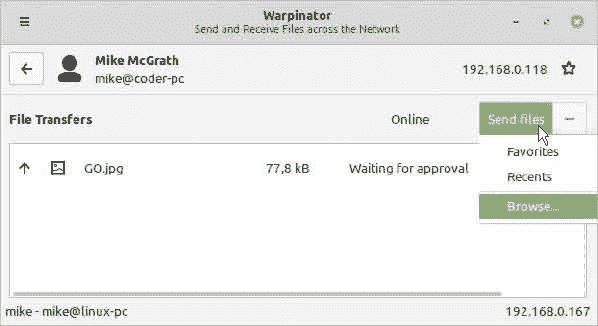 Warpinator
Send and Receive Files across the Network
Mike McGrath
mike@coder-pc
192.168.0.118
File Transfers Online Send files
GO.jpg 77,8 kB Waiting for approval
Favorites
Recents
Browse...
mike - mike@linux-pc 192.168.0.167